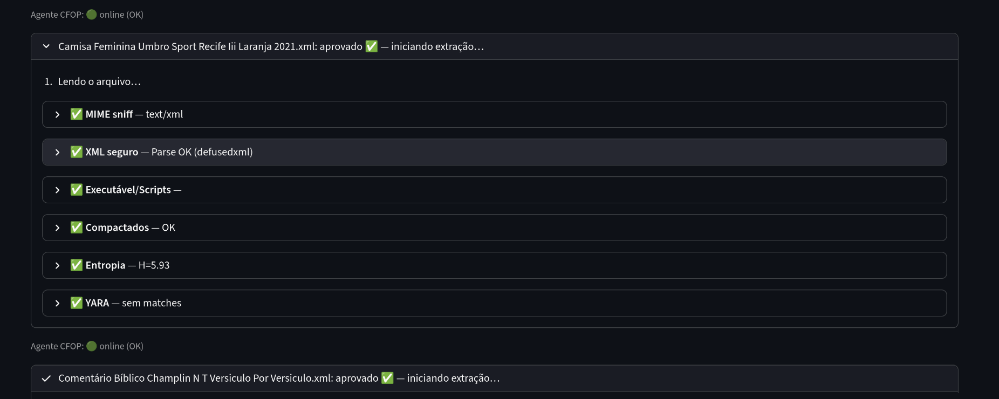 Agente CFOP: 🟢 online (OK)
Camisa Feminina Umbro Sport Recife Iii Laranja 2021.xml: aprovado ✅ — iniciando extração…
1. Lendo o arquivo…
✅ MIME sniff — text/xml
✅ XML seguro — Parse OK (defusedxml)
✅ Executável/Scripts —
✅ Compactados — OK
✅ Entropia — H=5.93
✅ YARA — sem matches
Agente CFOP: 🟢 online (OK)
Comentário Bíblico Champlin N T Versiculo Por Versiculo.xml: aprovado ✅ — iniciando extração…